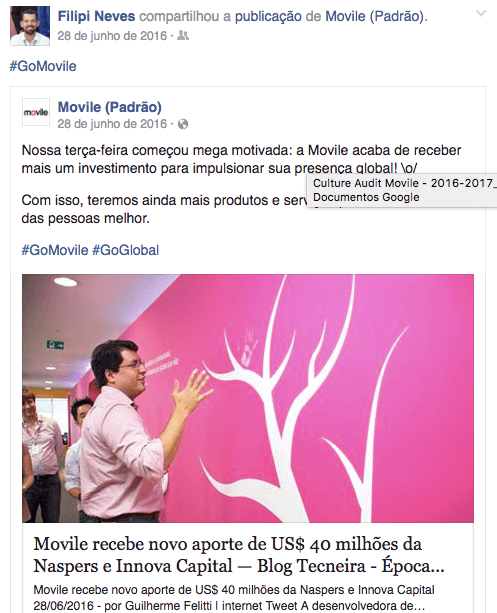 Filipi Neves compartilhou a publicação de Movile (Padrão).
28 de junho de 2016 ·
#GoMovile
movile
Movile (Padrão)
28 de junho de 2016 ·
Nossa terça-feira começou mega motivada: a Movile acaba de receber
mais um investimento para impulsionar sua presença global! \o/
Culture Audit Movile - 2016-2017_
Documentos Google
Com isso, teremos ainda mais produtos e
das pessoas melhor.
#GoMovile #GoGlobal
Movile recebe novo aporte de US$ 40 milhões da
Naspers e Innova Capital — Blog Tecneira - Época...
Movile recebe novo aporte de US$ 40 milhões da Naspers e Innova Capital
28/06/2016 - por Guilherme Felitti | internet Tweet A desenvolvedora de...